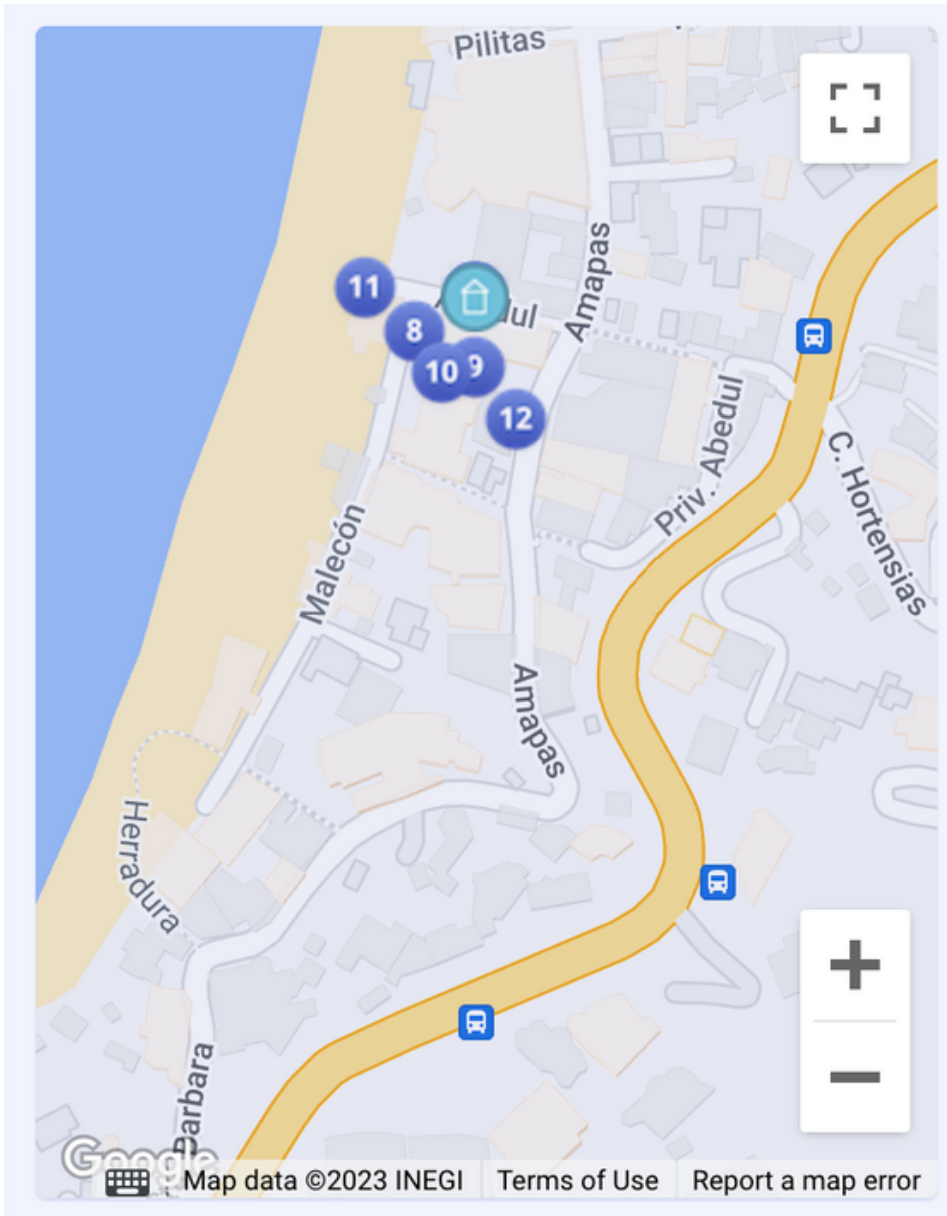 Pilitas
Amapas
11
8
10
9
12
Priv. Abedul
C. Hortensias
Malecón
Amapas
Herradura
Barbara
Google
Map data ©2023 INEGI
Terms of Use
Report a map error